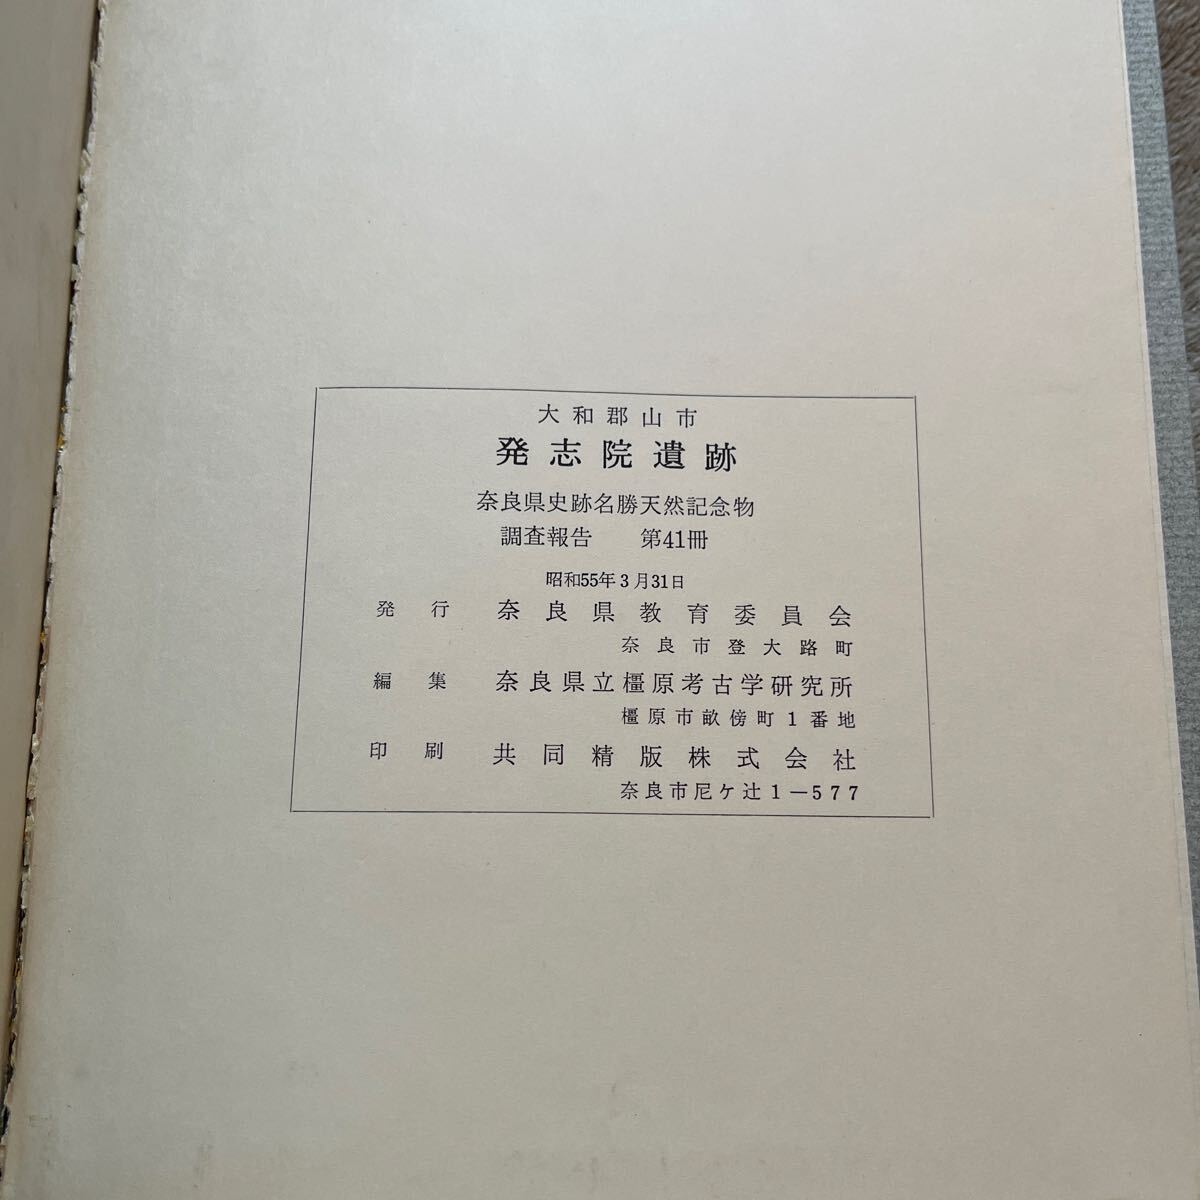 大和郡山市
発志院遺跡
奈良県史跡名勝天然記念物
調査報告　第41冊
昭和55年3月31日
発行　奈良県教育委員会
奈良市登大路町
編集　奈良県立橿原考古学研究所
橿原市畝傍町1番地
印刷　共同精版株式会社
奈良市尼ケ辻1－577